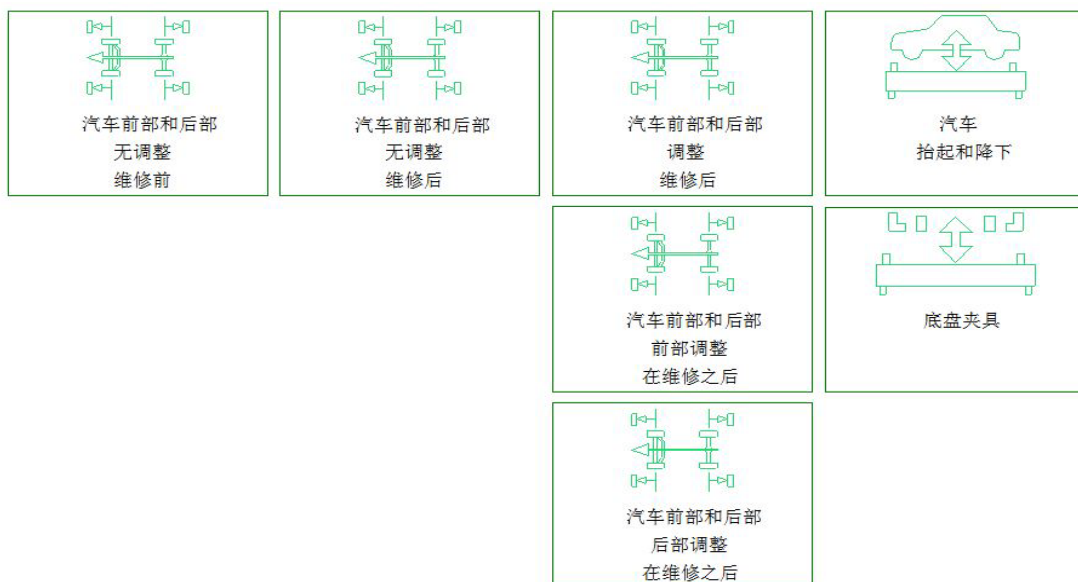 汽车前部和后部
无调整
维修前
汽车前部和后部
无调整
维修后
汽车前部和后部
调整
维修后
汽车
抬起和降下
汽车前部和后部
前部调整
在维修之后
底盘夹具
汽车前部和后部
后部调整
在维修之后